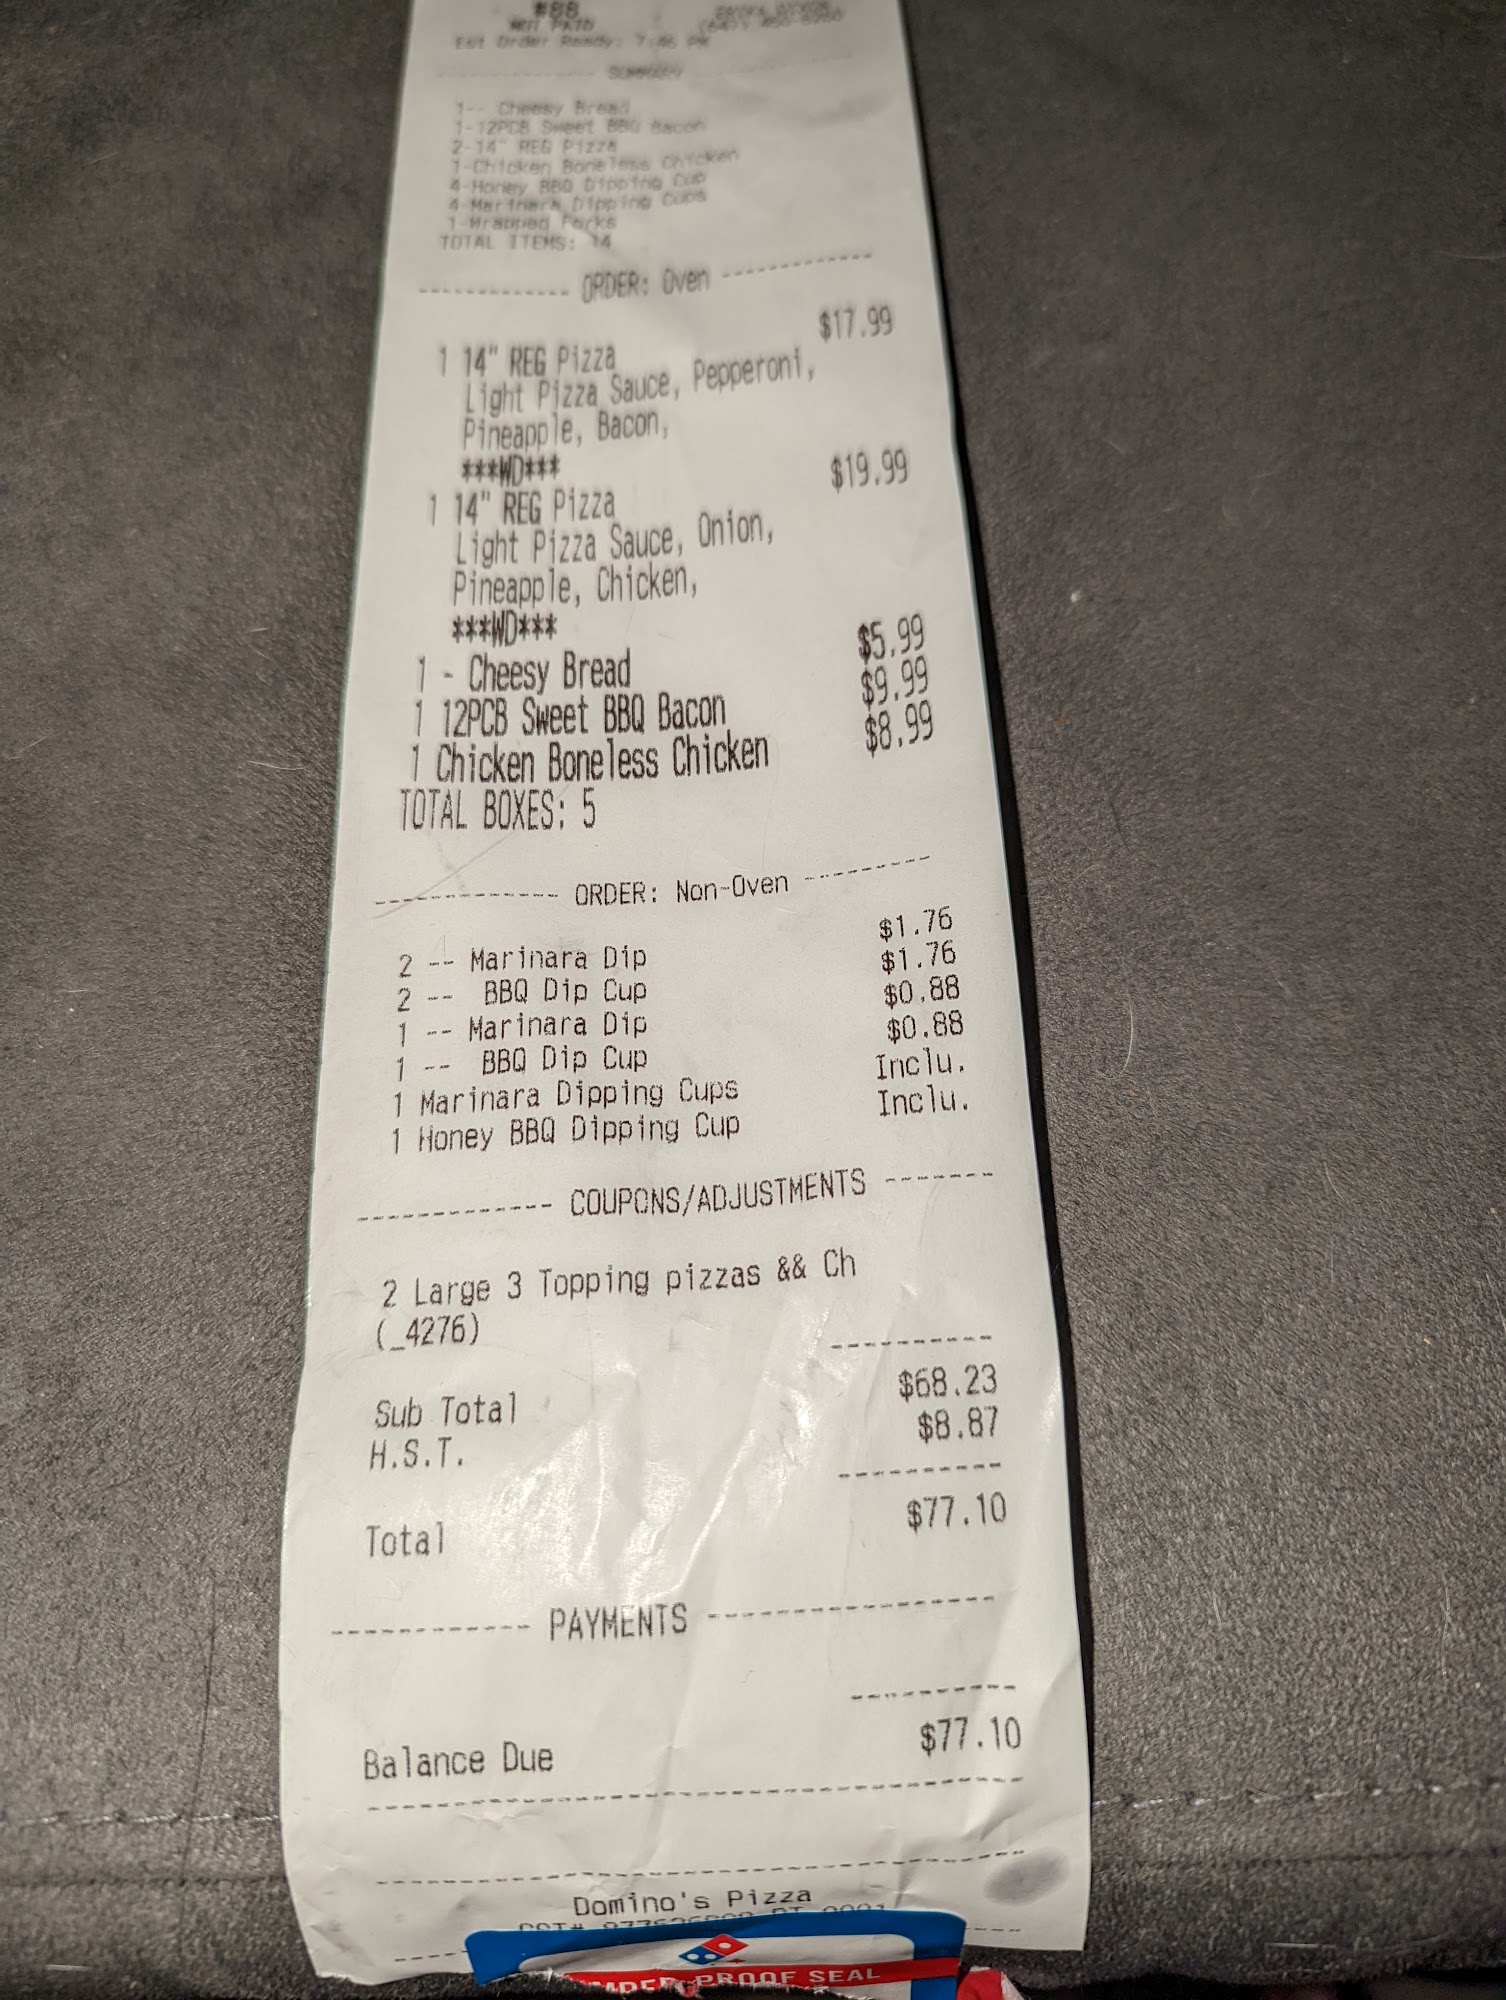 #88
NOT PAID
Est Order Ready: 7:46 PM
SUMMARY
1-- Cheesy Bread
1-12PCB Sweet BBQ Bacon
2-14" REG Pizza
1-Chicken Boneless Chicken
4-Honey BBQ Dipping Cup
4-Marinara Dipping Cups
1-Wrapped Forks
TOTAL ITEMS: 14
------------- ORDER: Oven -------------
$17.99
1 14" REG Pizza
Light Pizza Sauce, Pepperoni,
Pineapple, Bacon,
***WD***
$19.99
1 14" REG Pizza
Light Pizza Sauce, Onion,
Pineapple, Chicken,
***WD***
1 - Cheesy Bread $5.99
1 12PCB Sweet BBQ Bacon $9.99
1 Chicken Boneless Chicken $8.99
TOTAL BOXES: 5
------------- ORDER: Non-Oven ---------
2 -- Marinara Dip $1.76
2 -- BBQ Dip Cup $1.76
1 -- Marinara Dip $0.88
1 -- BBQ Dip Cup $0.88
1 Marinara Dipping Cups Inclu.
1 Honey BBQ Dipping Cup Inclu.
------------- COUPONS/ADJUSTMENTS -------
2 Large 3 Topping pizzas && Ch
(_4276)
Sub Total $68.23
H.S.T. $8.87
Total $77.10
------------- PAYMENTS -------------------
Balance Due $77.10
Domino's Pizza
PROOF SEAL